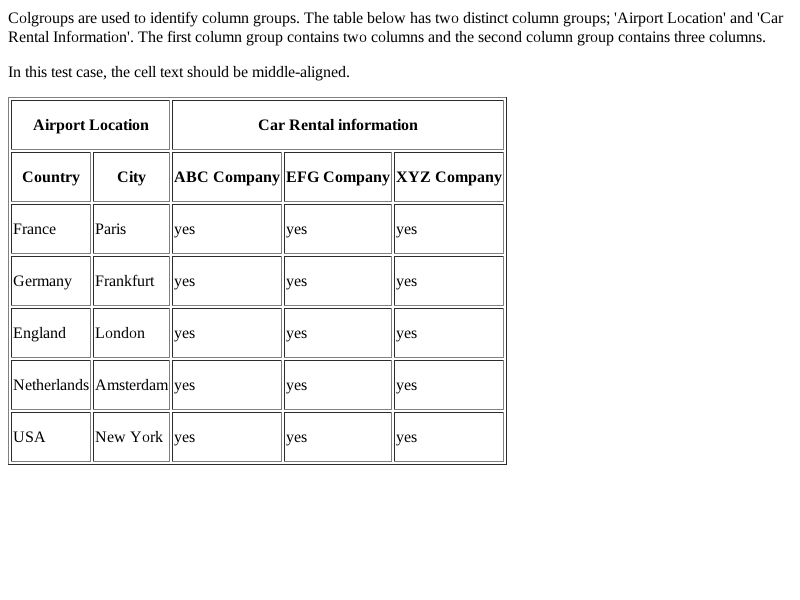 Colgroups are used to identify column groups. The table below has two distinct column groups; 'Airport Location' and 'Car
Rental Information'. The first column group contains two columns and the second column group contains three columns.
In this test case, the cell text should be middle-aligned.
Airport Location Car Rental information
Country City ABC Company EFG Company XYZ Company
France Paris yes yes yes
Germany Frankfurt yes yes yes
England London yes yes yes
Netherlands Amsterdam yes yes yes
USA New York yes yes yes